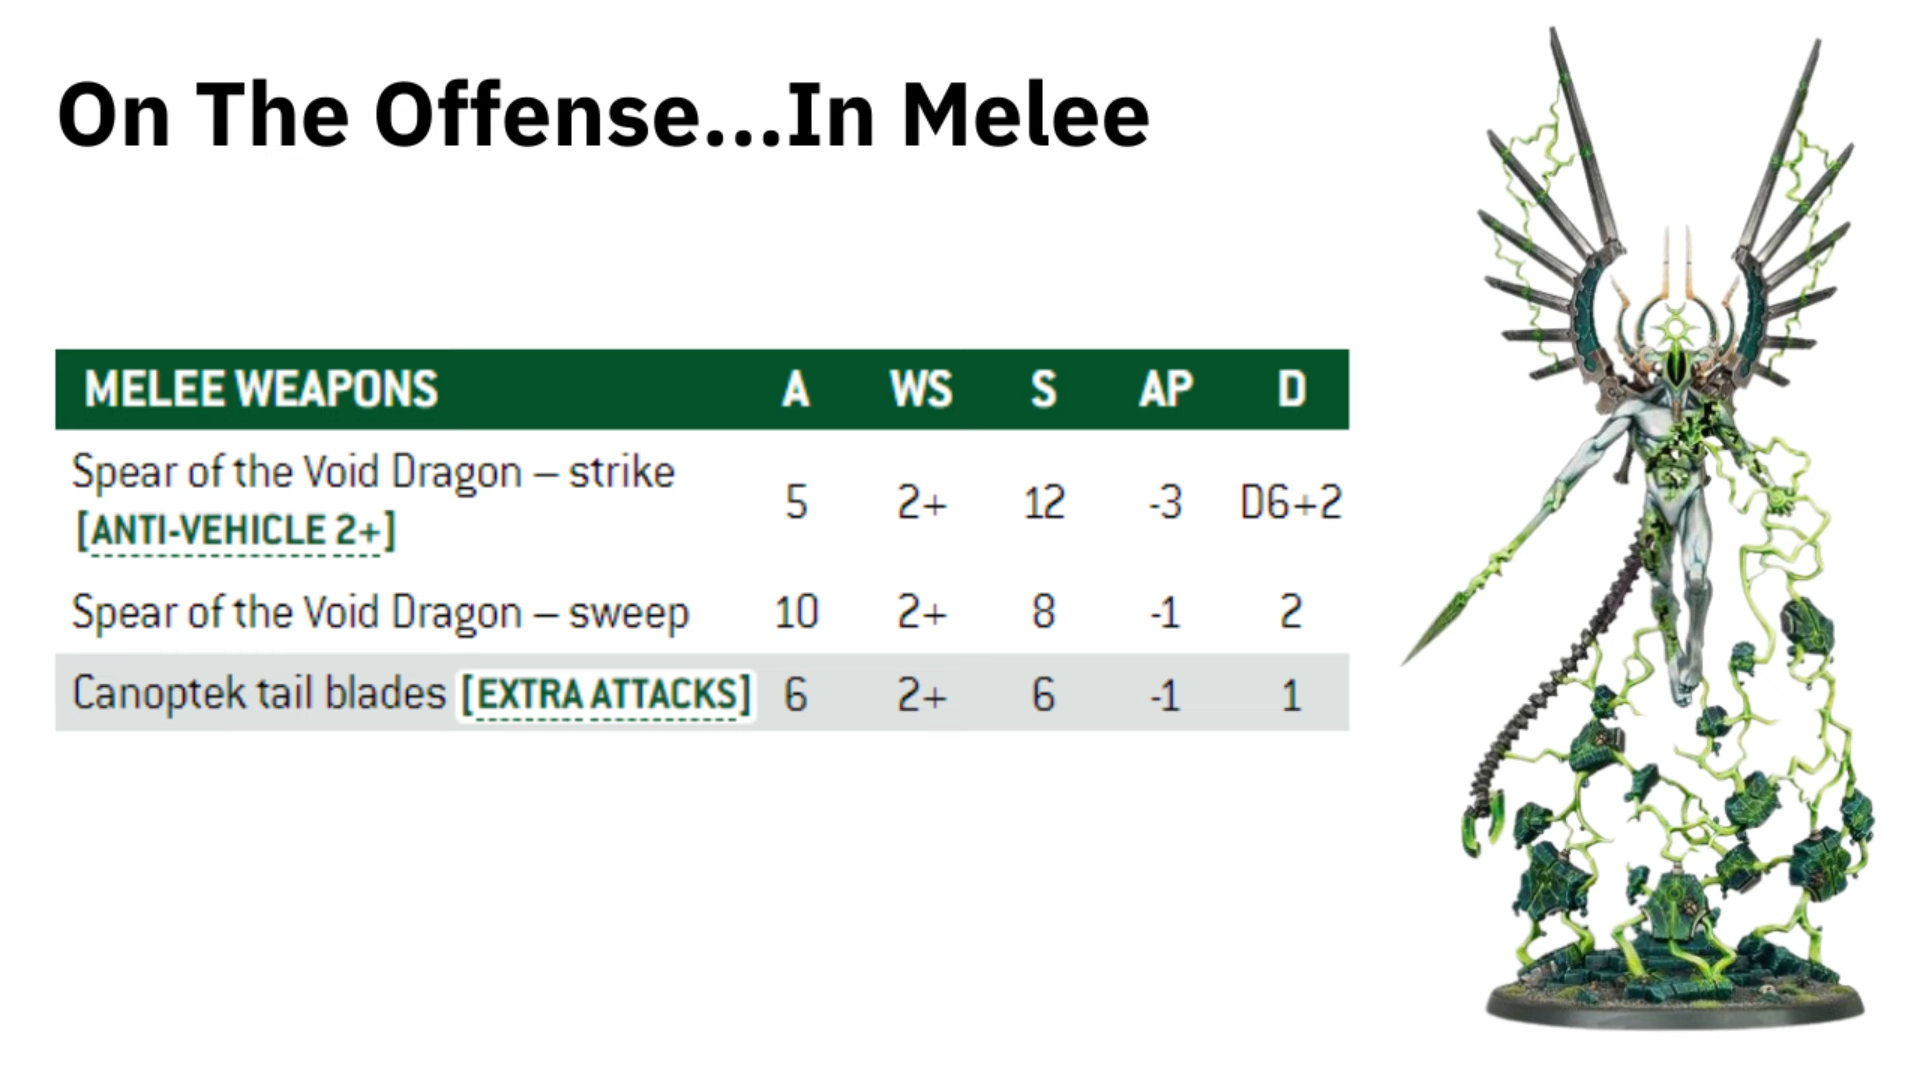 On The Offense...In Melee
MELEE WEAPONS A WS S AP D
Spear of the Void Dragon – strike
[ANTI-VEHICLE 2+] 5 2+ 12 -3 D6+2
Spear of the Void Dragon – sweep 10 2+ 8 -1 2
Canoptek tail blades [EXTRA ATTACKS] 6 2+ 6 -1 1